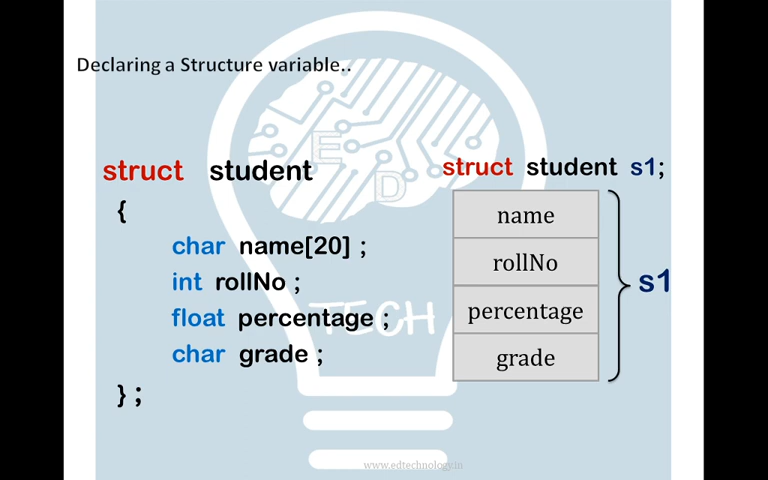 Declaring a Structure variable..
struct student
{
char name[20] ;
int rollNo ;
float percentage ;
char grade ;
} ;
struct student s1;
name
rollNo
percentage
grade
s1
E
D
TECH
www.edtechnology.in